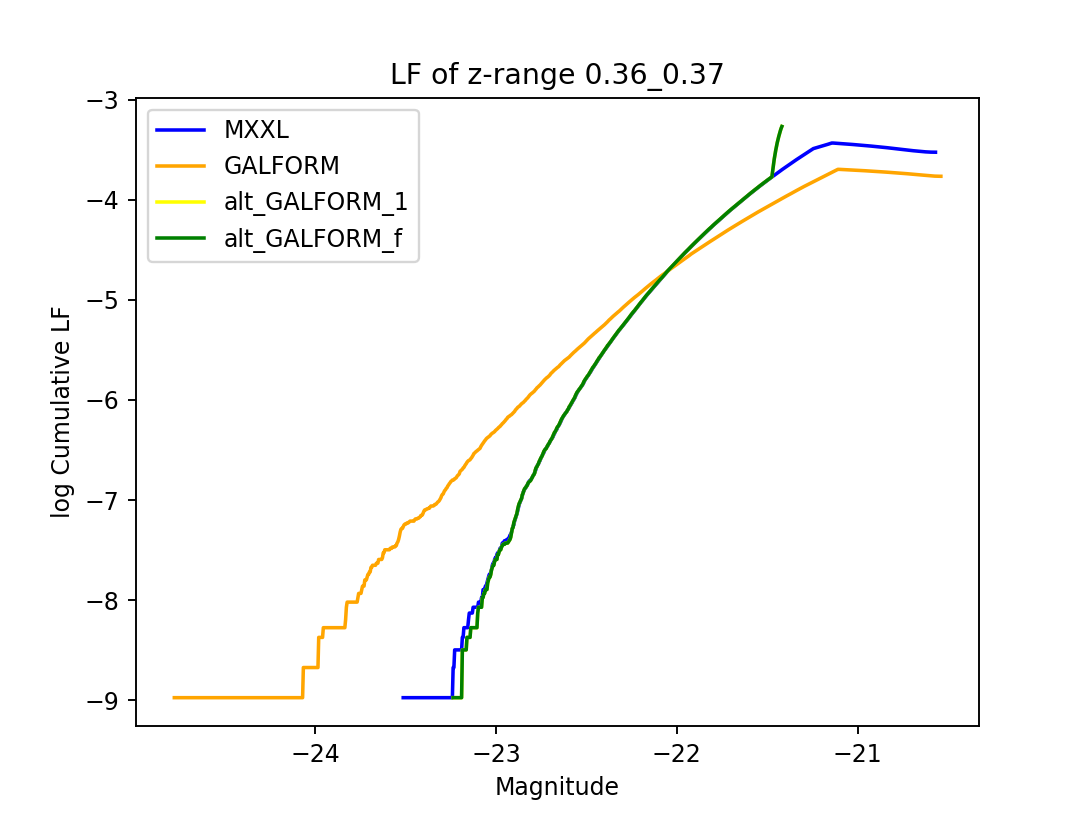 LF of z-range 0.36_0.37
MXXL
GALFORM
alt_GALFORM_1
alt_GALFORM_f
log Cumulative LF
−3
−4
−5
−6
−7
−8
−9
−24
−23
−22
−21
Magnitude